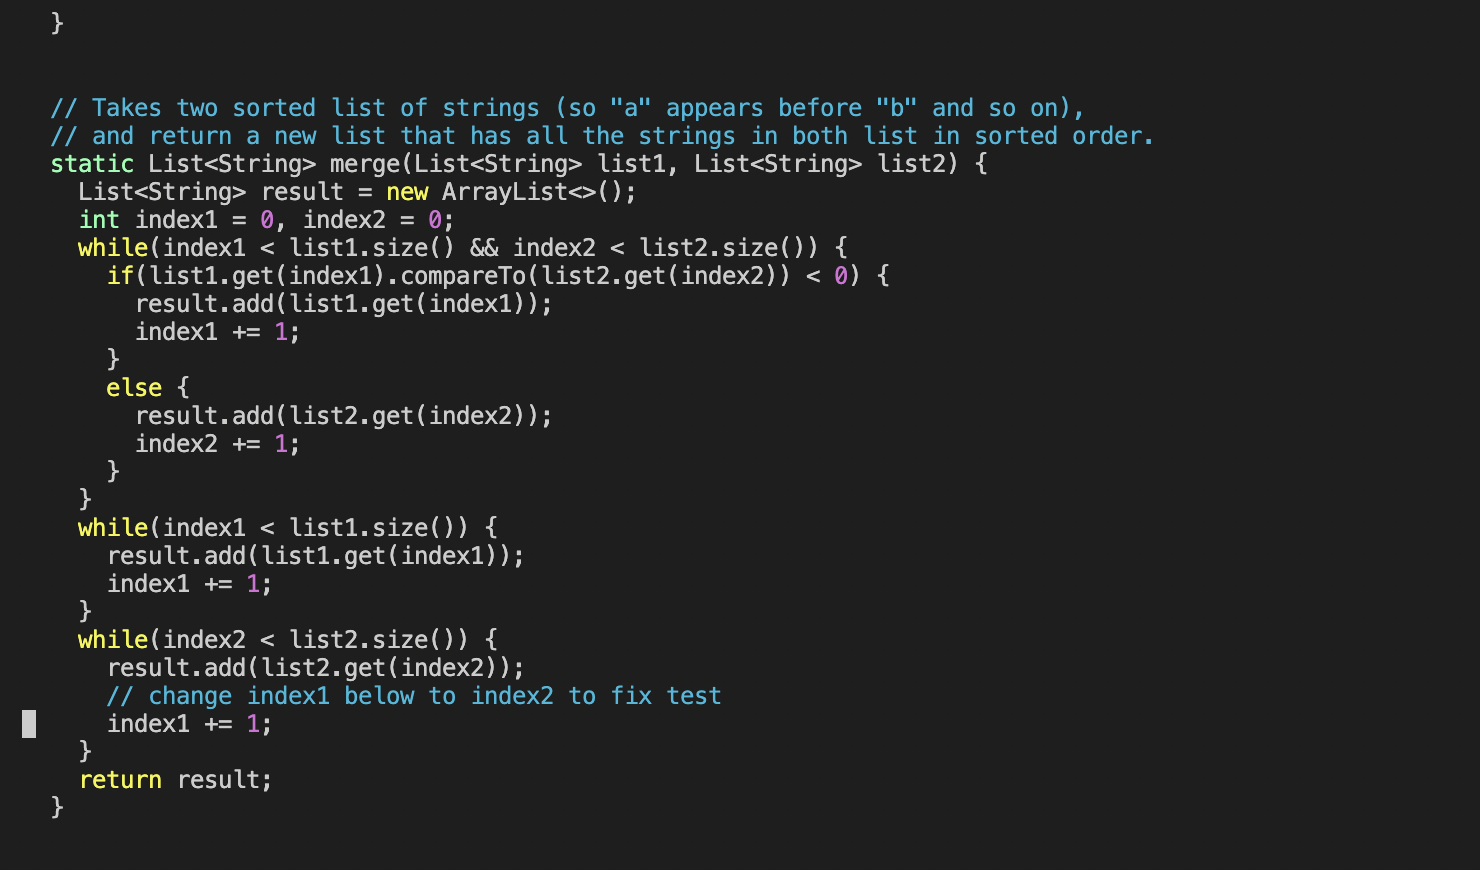 }
// Takes two sorted list of strings (so "a" appears before "b" and so on),
// and return a new list that has all the strings in both list in sorted order.
static List<String> merge(List<String> list1, List<String> list2) {
  List<String> result = new ArrayList<>();
  int index1 = 0, index2 = 0;
  while(index1 < list1.size() && index2 < list2.size()) {
    if(list1.get(index1).compareTo(list2.get(index2)) < 0) {
      result.add(list1.get(index1));
      index1 += 1;
    }
    else {
      result.add(list2.get(index2));
      index2 += 1;
    }
  }
  while(index1 < list1.size()) {
    result.add(list1.get(index1));
    index1 += 1;
  }
  while(index2 < list2.size()) {
    result.add(list2.get(index2));
    // change index1 below to index2 to fix test
    index1 += 1;
  }
  return result;
}